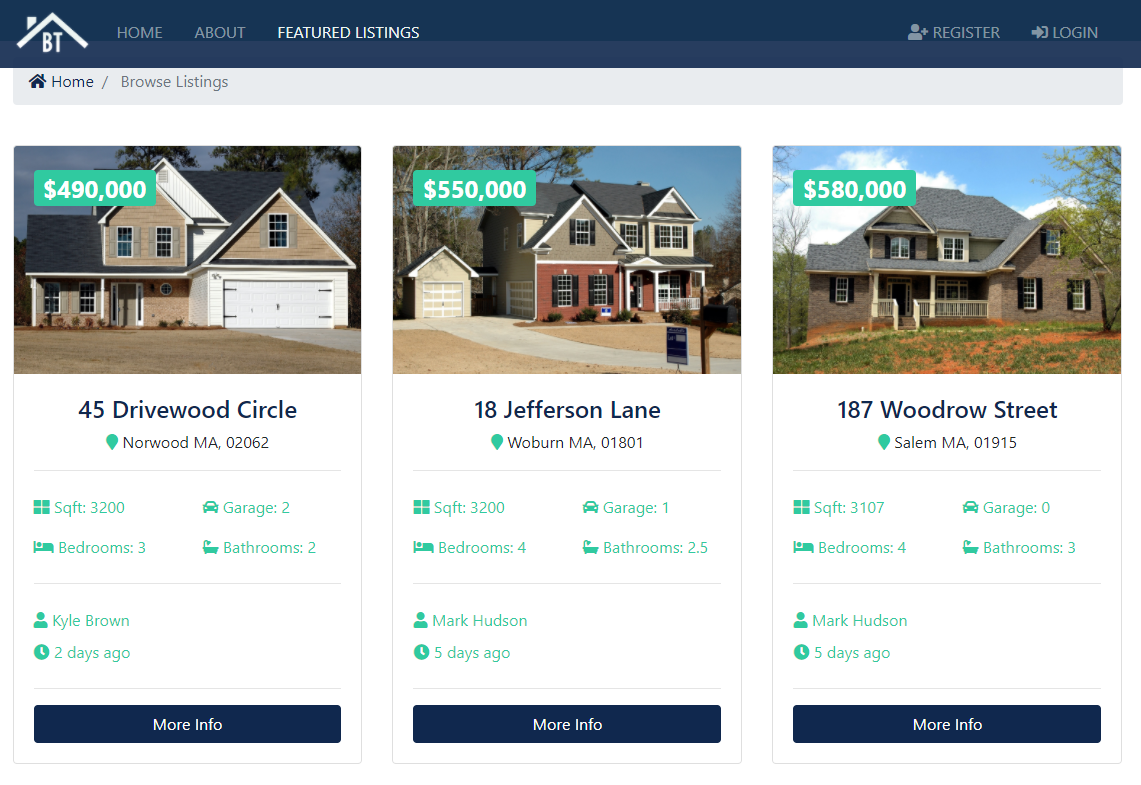 BT HOME ABOUT FEATURED LISTINGS REGISTER LOGIN
Home / Browse Listings
$490,000
45 Drivewood Circle
Norwood MA, 02062
Sqft: 3200 Garage: 2
Bedrooms: 3 Bathrooms: 2
Kyle Brown
2 days ago
More Info
$550,000
18 Jefferson Lane
Woburn MA, 01801
Sqft: 3200 Garage: 1
Bedrooms: 4 Bathrooms: 2.5
Mark Hudson
5 days ago
More Info
$580,000
187 Woodrow Street
Salem MA, 01915
Sqft: 3107 Garage: 0
Bedrooms: 4 Bathrooms: 3
Mark Hudson
5 days ago
More Info